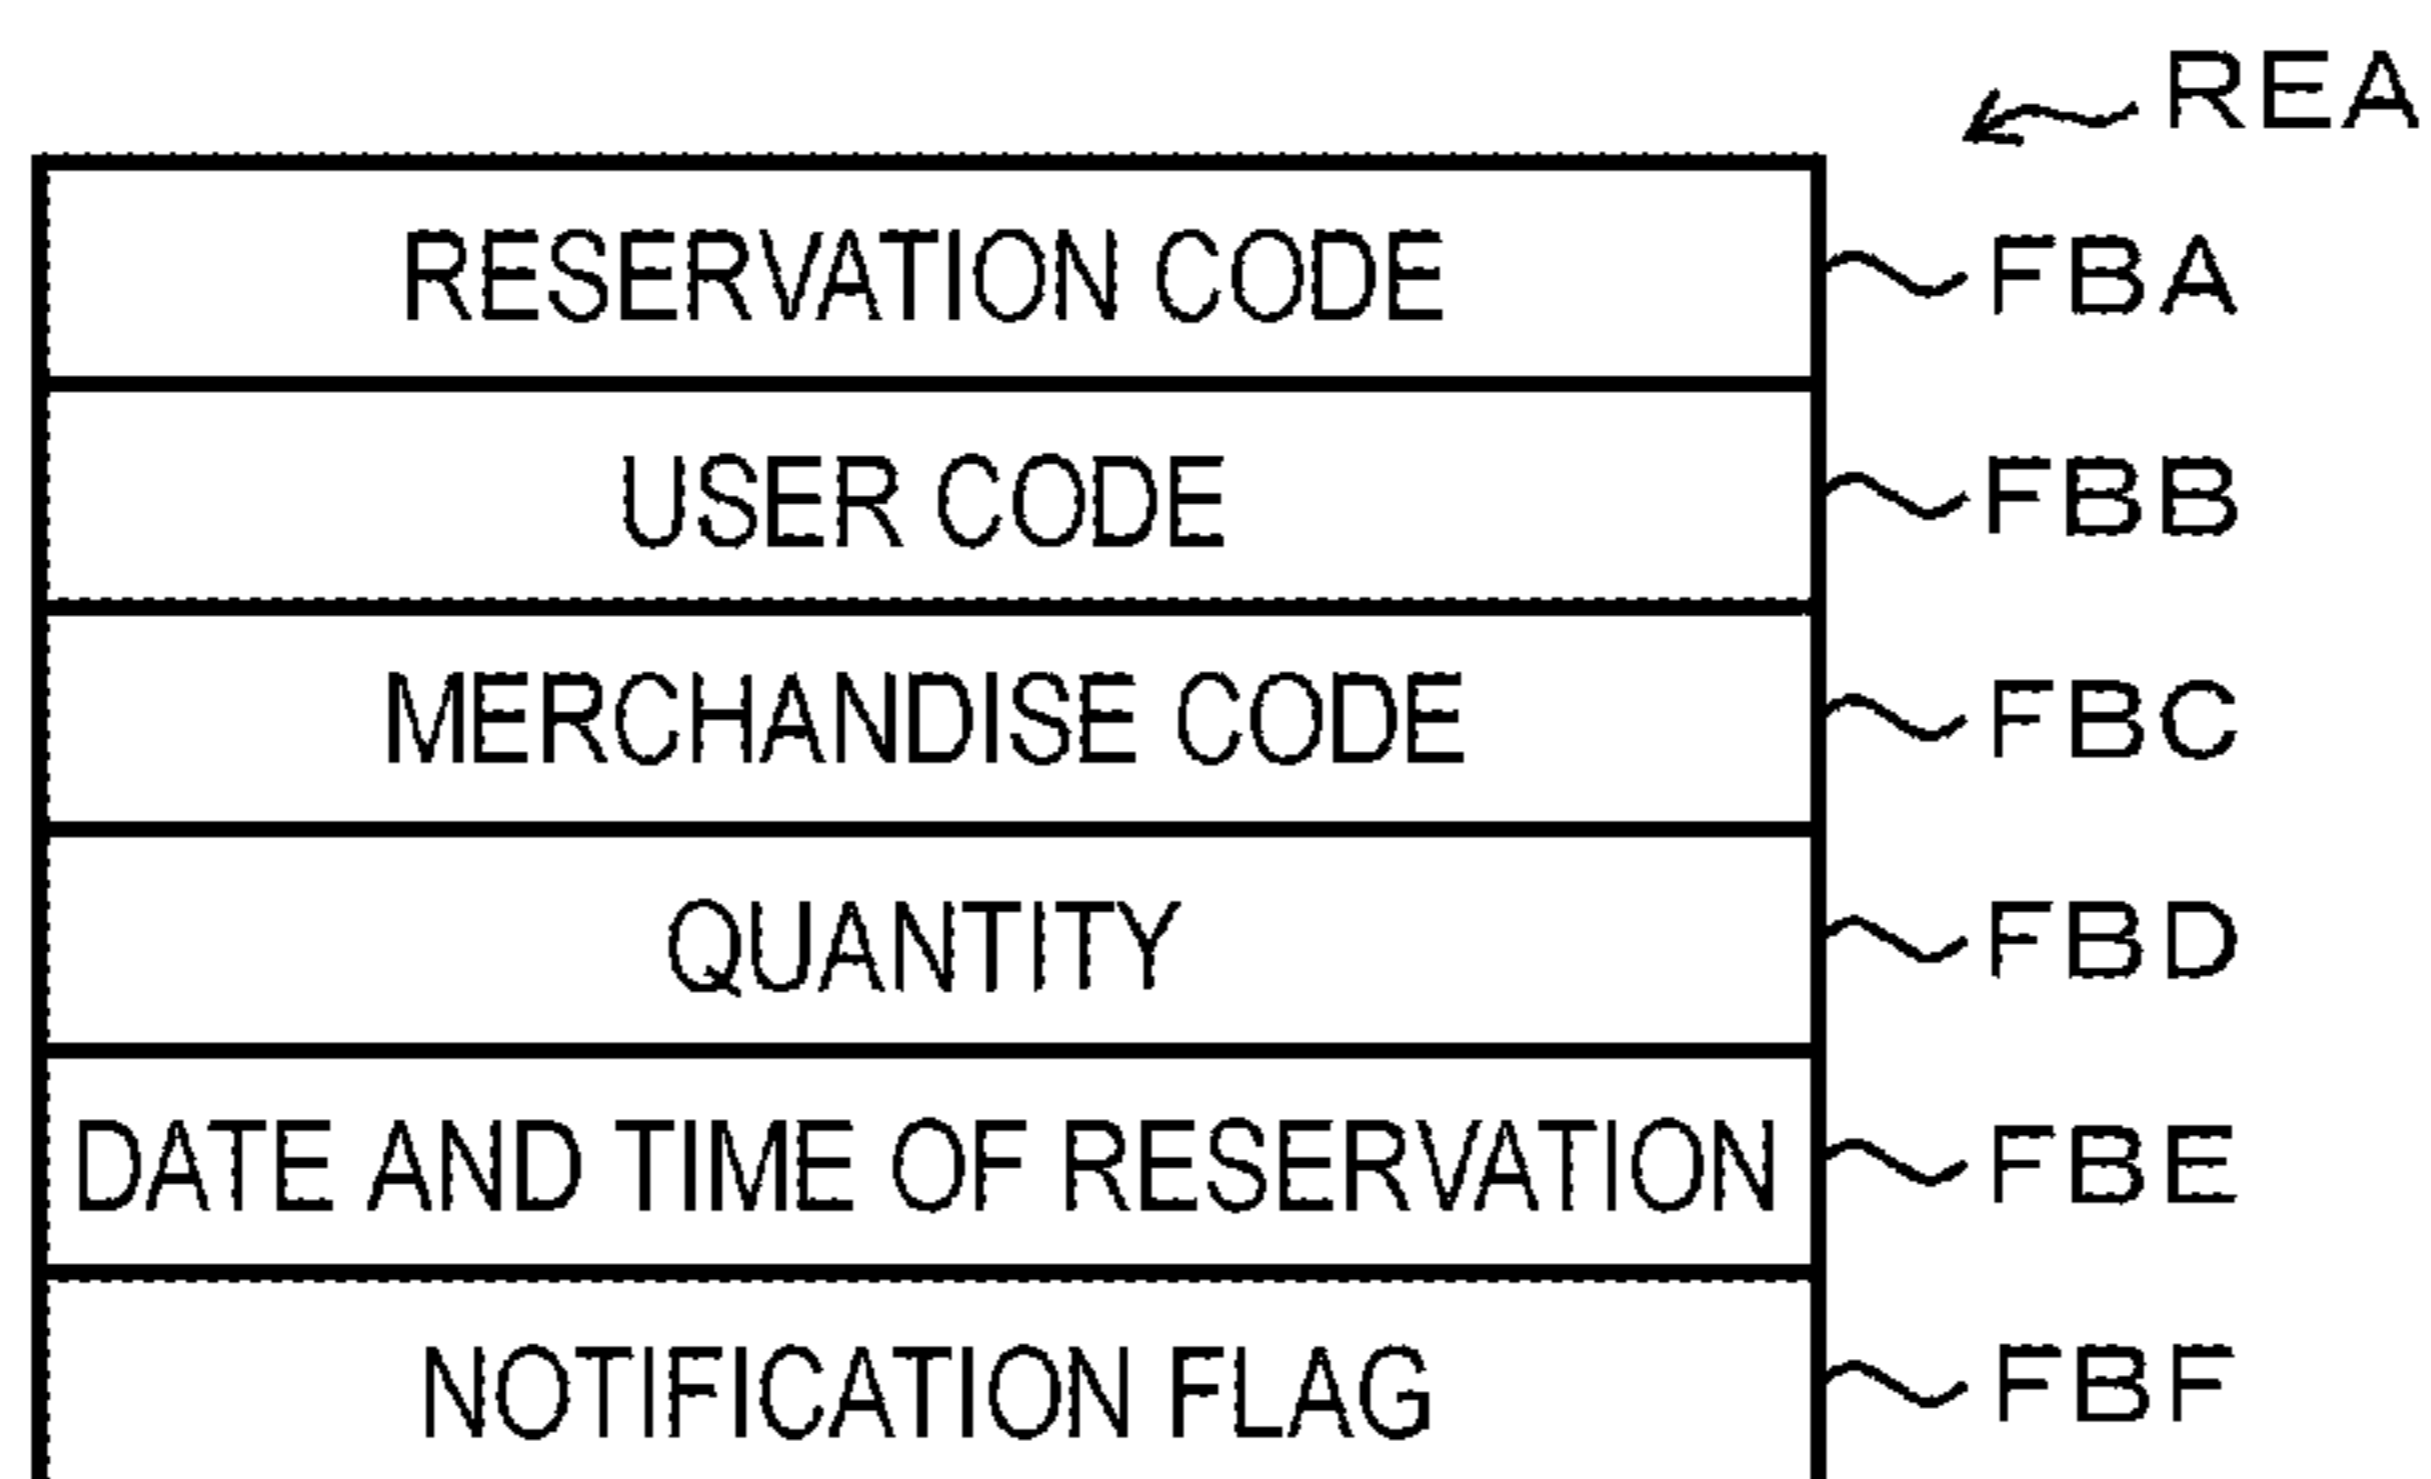 REA
RESERVATION CODE FBA
USER CODE FBB
MERCHANDISE CODE FBC
QUANTITY FBD
DATE AND TIME OF RESERVATION FBE
NOTIFICATION FLAG FBF